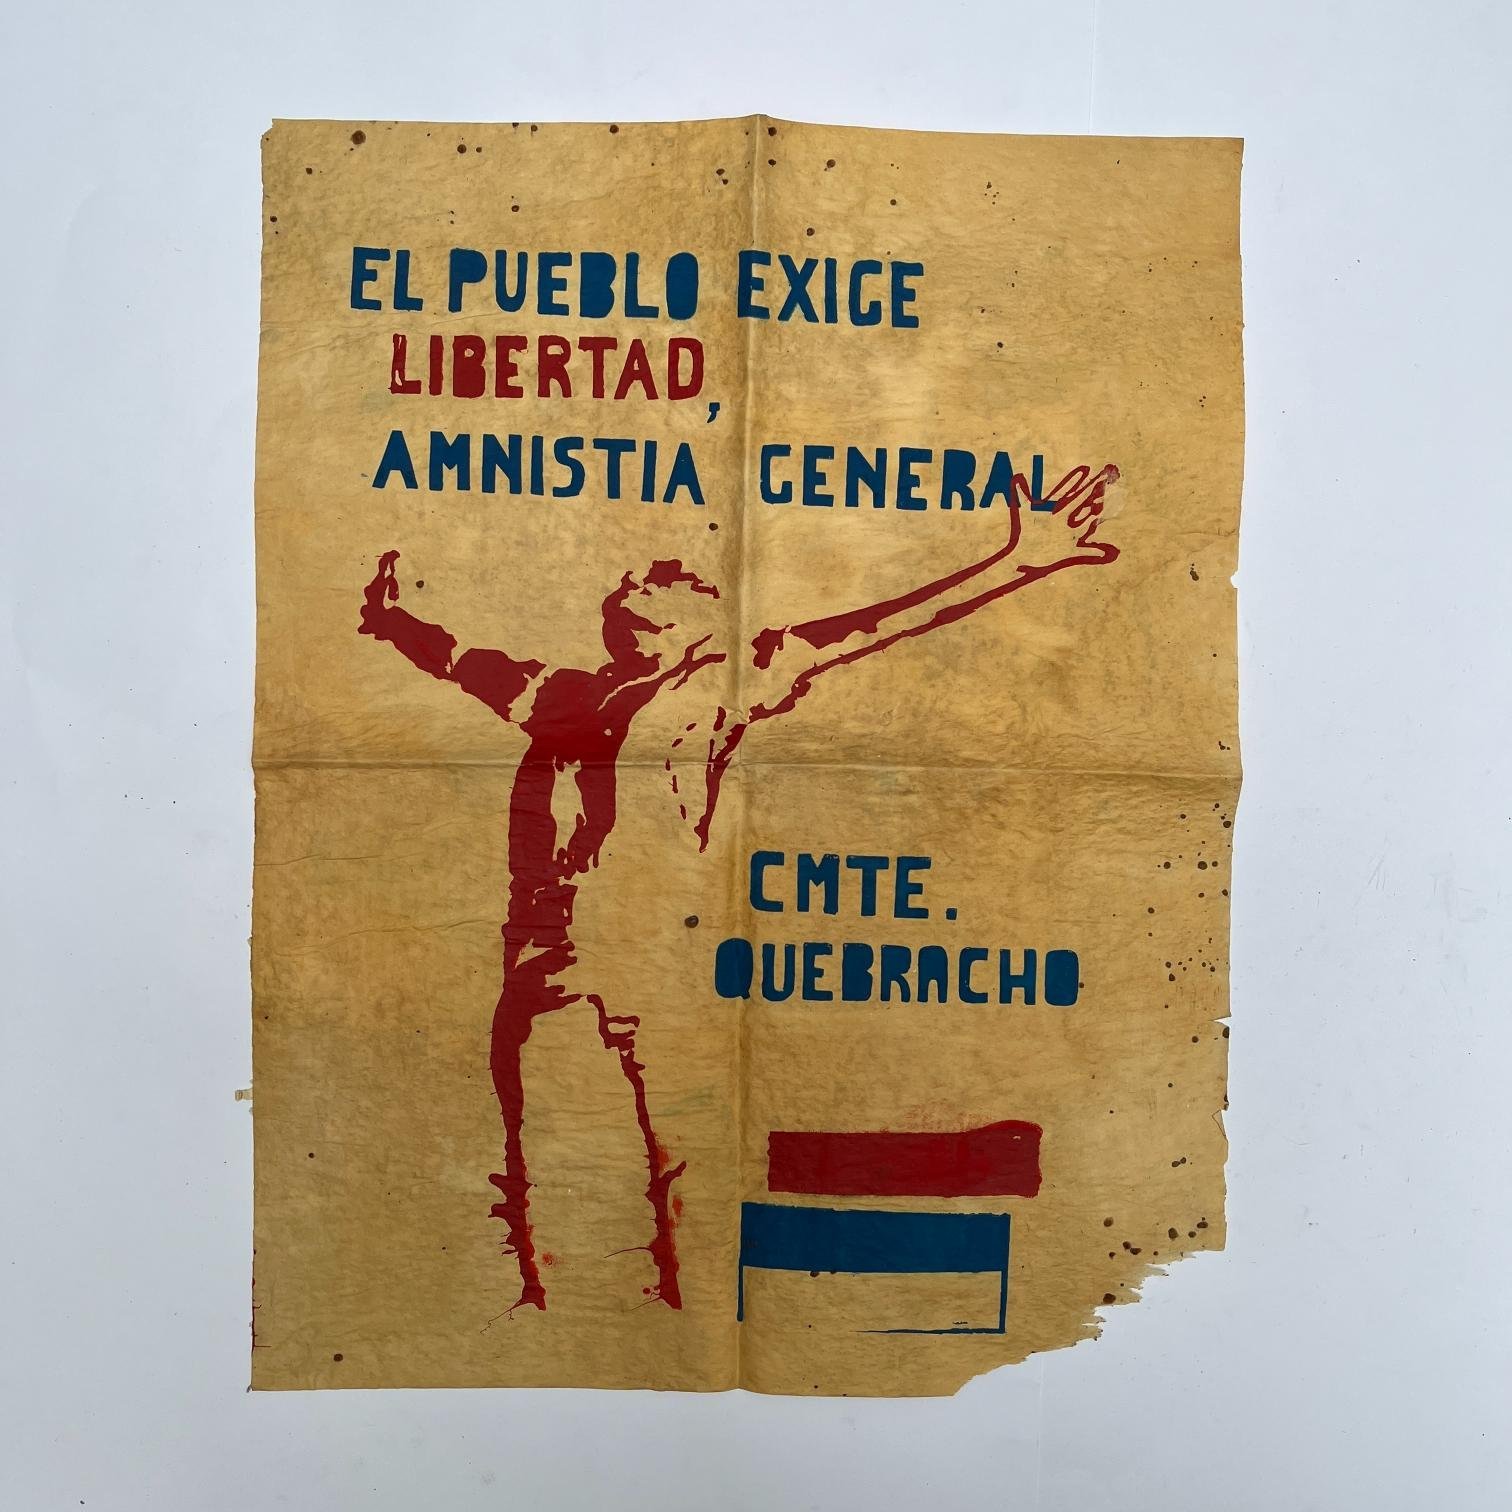 EL PUEBLO EXIGE
LIBERTAD,
AMNISTIA GENERAL
CMTE.
QUEBRACHO